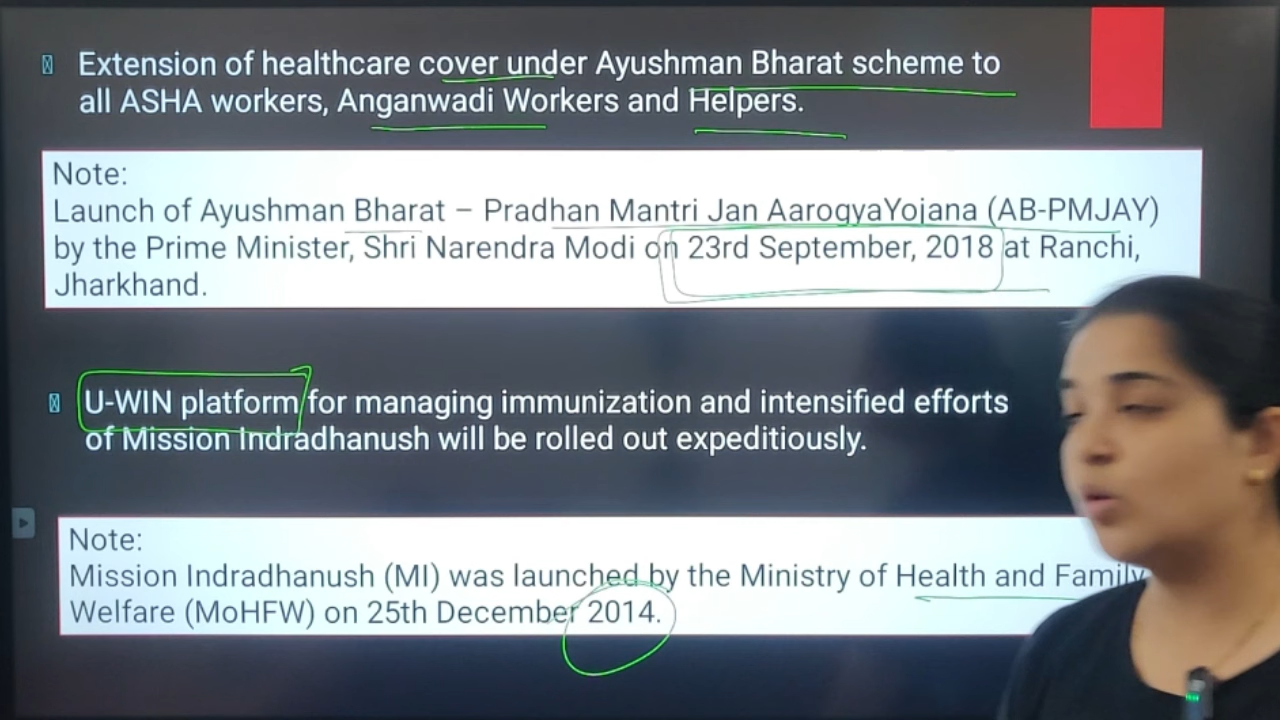 Extension of healthcare cover under Ayushman Bharat scheme to
all ASHA workers, Anganwadi Workers and Helpers.
Note:
Launch of Ayushman Bharat – Pradhan Mantri Jan AarogyaYojana (AB-PMJAY)
by the Prime Minister, Shri Narendra Modi on 23rd September, 2018 at Ranchi,
Jharkhand.
U-WIN platform for managing immunization and intensified efforts
of Mission Indradhanush will be rolled out expeditiously.
Note:
Mission Indradhanush (MI) was launched by the Ministry of Health and Family
Welfare (MoHFW) on 25th December 2014.